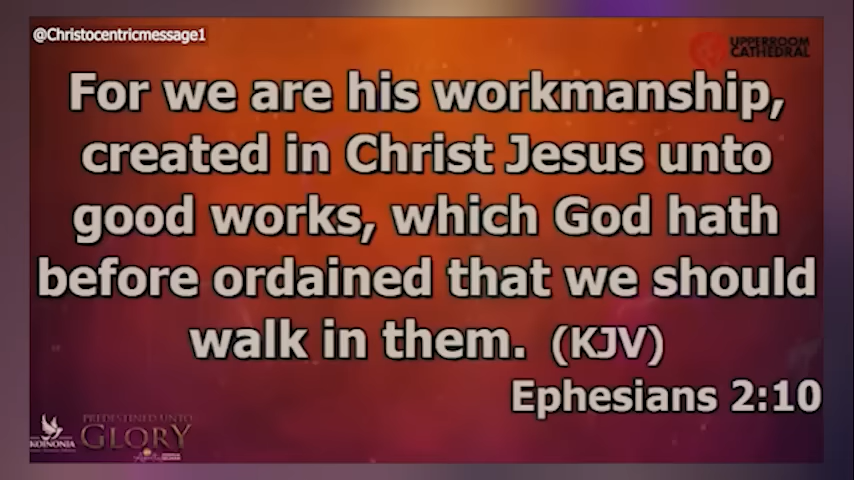 @Christocentricmessage1
UPPERROOM
CATHEDRAL
For we are his workmanship,
created in Christ Jesus unto
good works, which God hath
before ordained that we should
walk in them. (KJV)
Ephesians 2:10
KOINONIA
PREDESTINED UNTO
GLORY